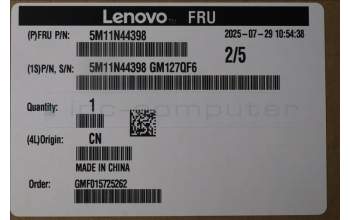 Lenovo FRU
(P)FRU P/N: 5M11N44398 2025-07-29 10:54:38
2/5
(1S)P/N, S/N: 5M11N44398 GM127QF6
Quantity: 1
(4L)Origin: CN
MADE IN CHINA
Order: GMF015725262